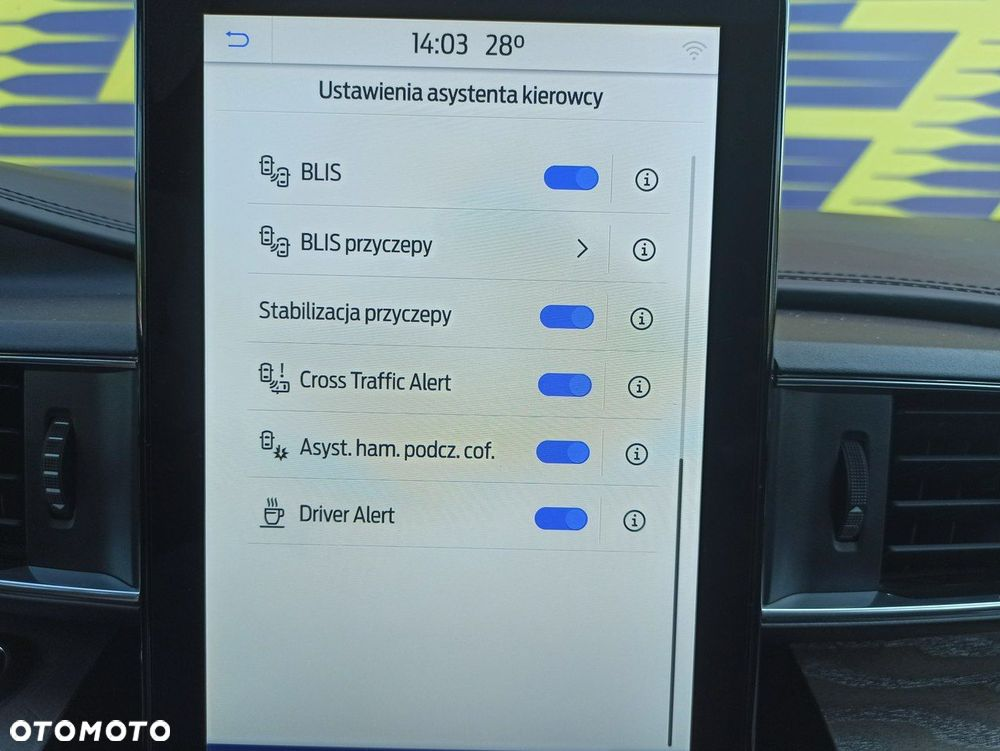 14:03 28º
Ustawienia asystenta kierowcy
BLIS
BLIS przyczepy
Stabilizacja przyczepy
Cross Traffic Alert
Asyst. ham. podcz. cof.
Driver Alert
OTOMOTO